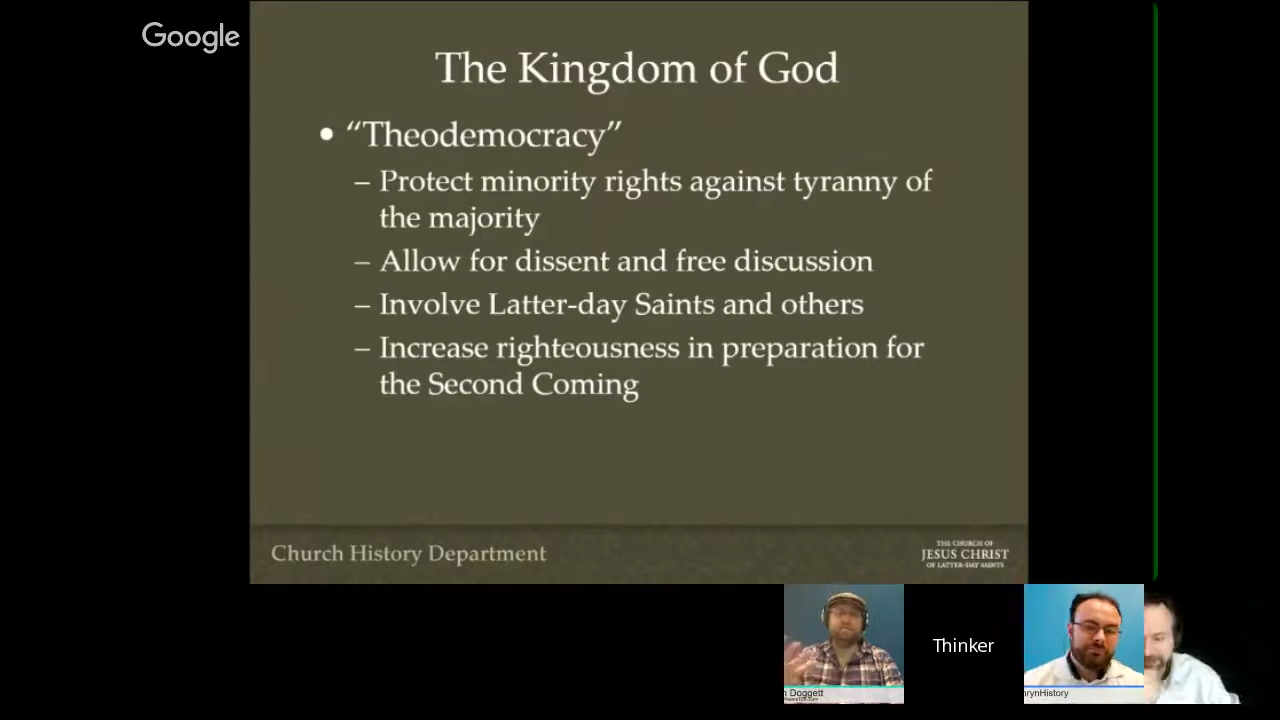 Google
The Kingdom of God
• “Theodemocracy”
– Protect minority rights against tyranny of
the majority
– Allow for dissent and free discussion
– Involve Latter-day Saints and others
– Increase righteousness in preparation for
the Second Coming
Church History Department
THE CHURCH OF
JESUS CHRIST
OF LATTER-DAY SAINTS
Thinker
Doggett